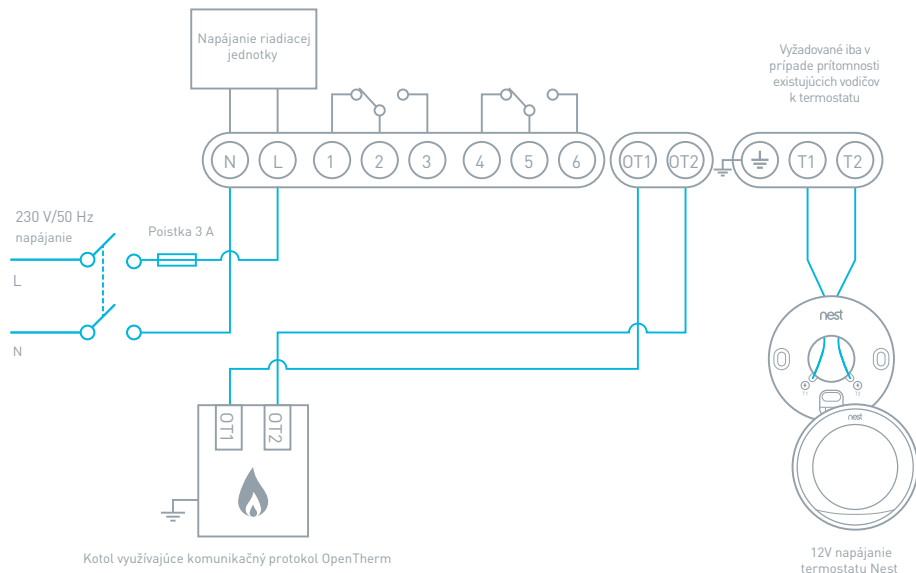 Napájanie riadiacej
jednotky
Vyžadované iba v
prípade prítomnosti
existujúcich vodičov
k termostatu
N L 1 2 3 4 5 6 OT1 OT2 T1 T2
230 V/50 Hz
napájanie
Poistka 3 A
L
N
nest
T1 T2
nest
OT1 OT2
Kotol využívajúce komunikačný protokol OpenTherm
12V napájanie
termostatu Nest